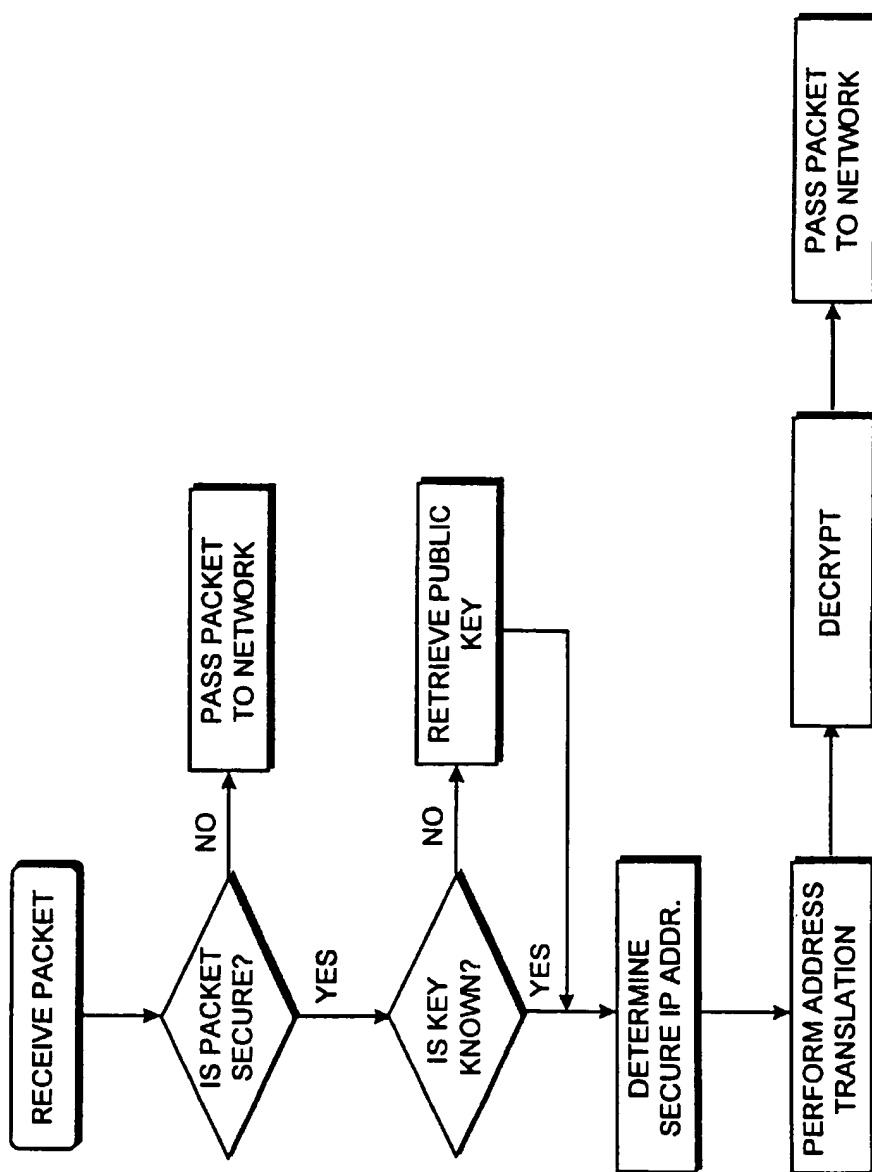 RECEIVE PACKET
IS PACKET
SECURE?
NO
PASS PACKET
TO NETWORK
YES
IS KEY
KNOWN?
NO
RETRIEVE PUBLIC
KEY
YES
DETERMINE
SECURE IP ADDR.
PERFORM ADDRESS
TRANSLATION
DECRYPT
PASS PACKET
TO NETWORK